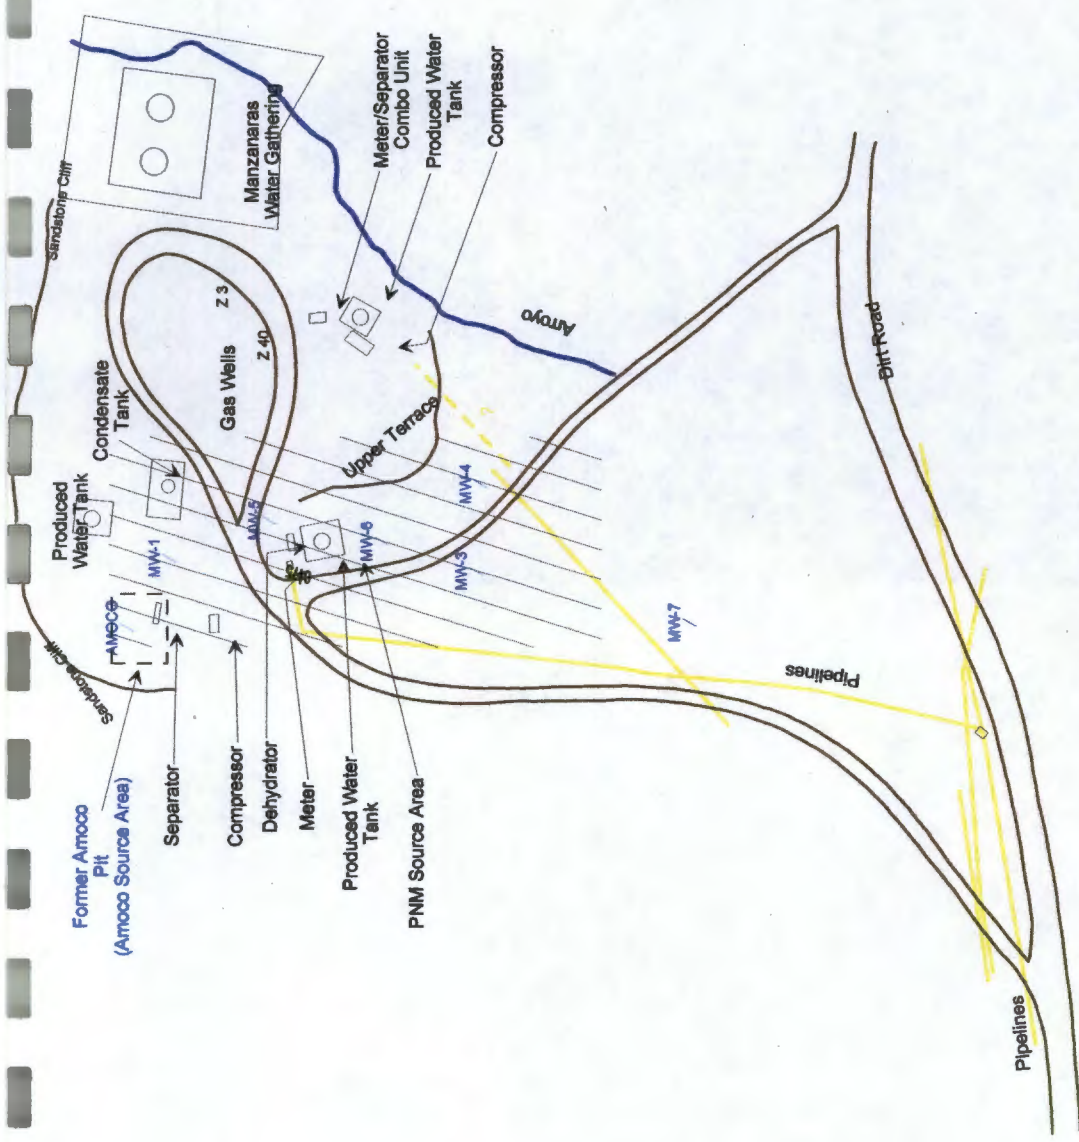 Sandstone Cliff
Manzanaras
Water Gathering
Meter/Separator
Combo Unit
Produced Water
Tank
Compressor
Z 3
Z 40
Gas Wells
Condensate
Tank
Produced
Water Tank
Arroyo
Upper Terrace
Dirt Road
MW-5
MW-4
MW-1
MW-6
MW-3
MW-7
AMOCO
Sandstone Cliff
Pipelines
Former Amoco
Pit
(Amoco Source Area)
Separator
Compressor
Dehydrator
Meter
Produced Water
Tank
PNM Source Area
Pipelines